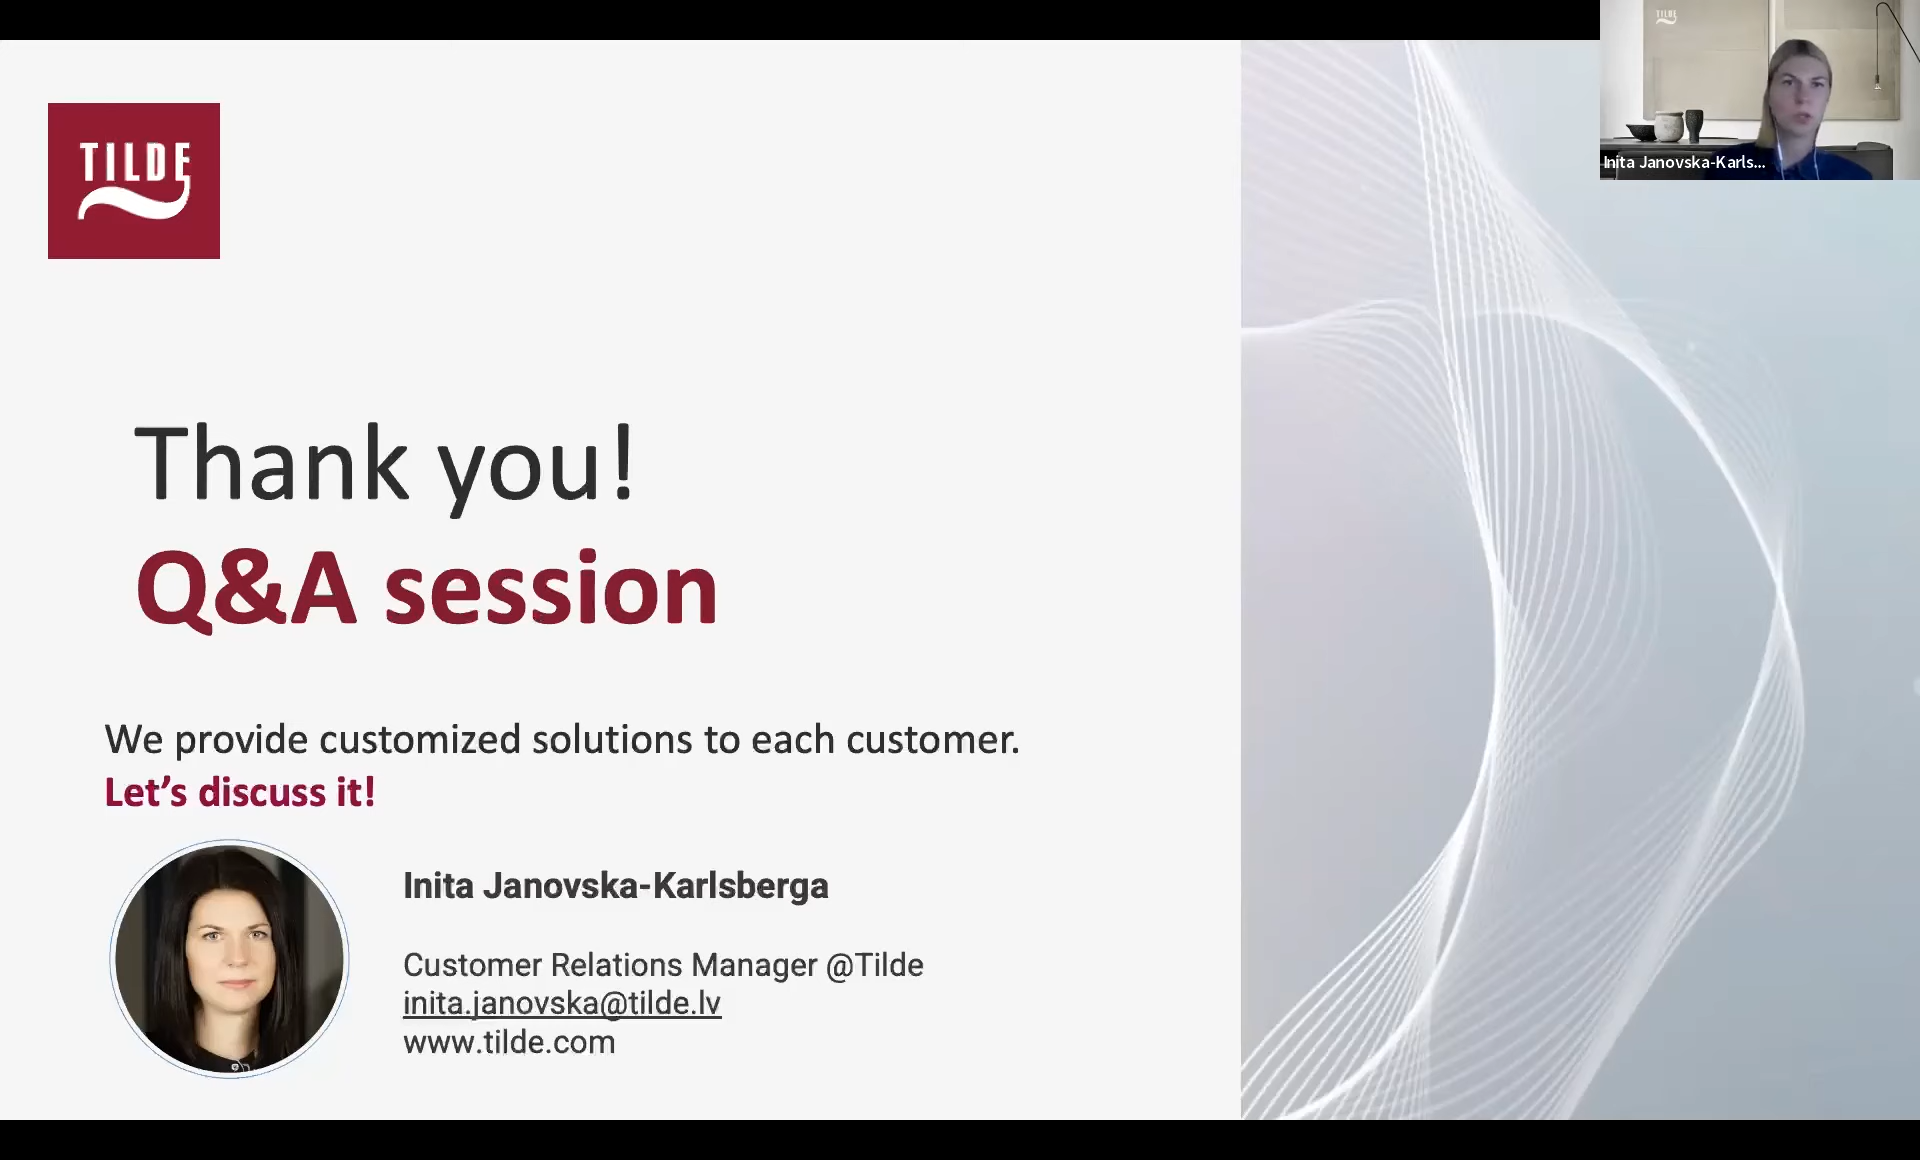 TILDE
Thank you!
Q&A session
We provide customized solutions to each customer.
Let's discuss it!
Inita Janovska-Karlsberga
Customer Relations Manager @Tilde
inita.janovska@tilde.lv
www.tilde.com
TILDE
Inita Janovska-Karls...